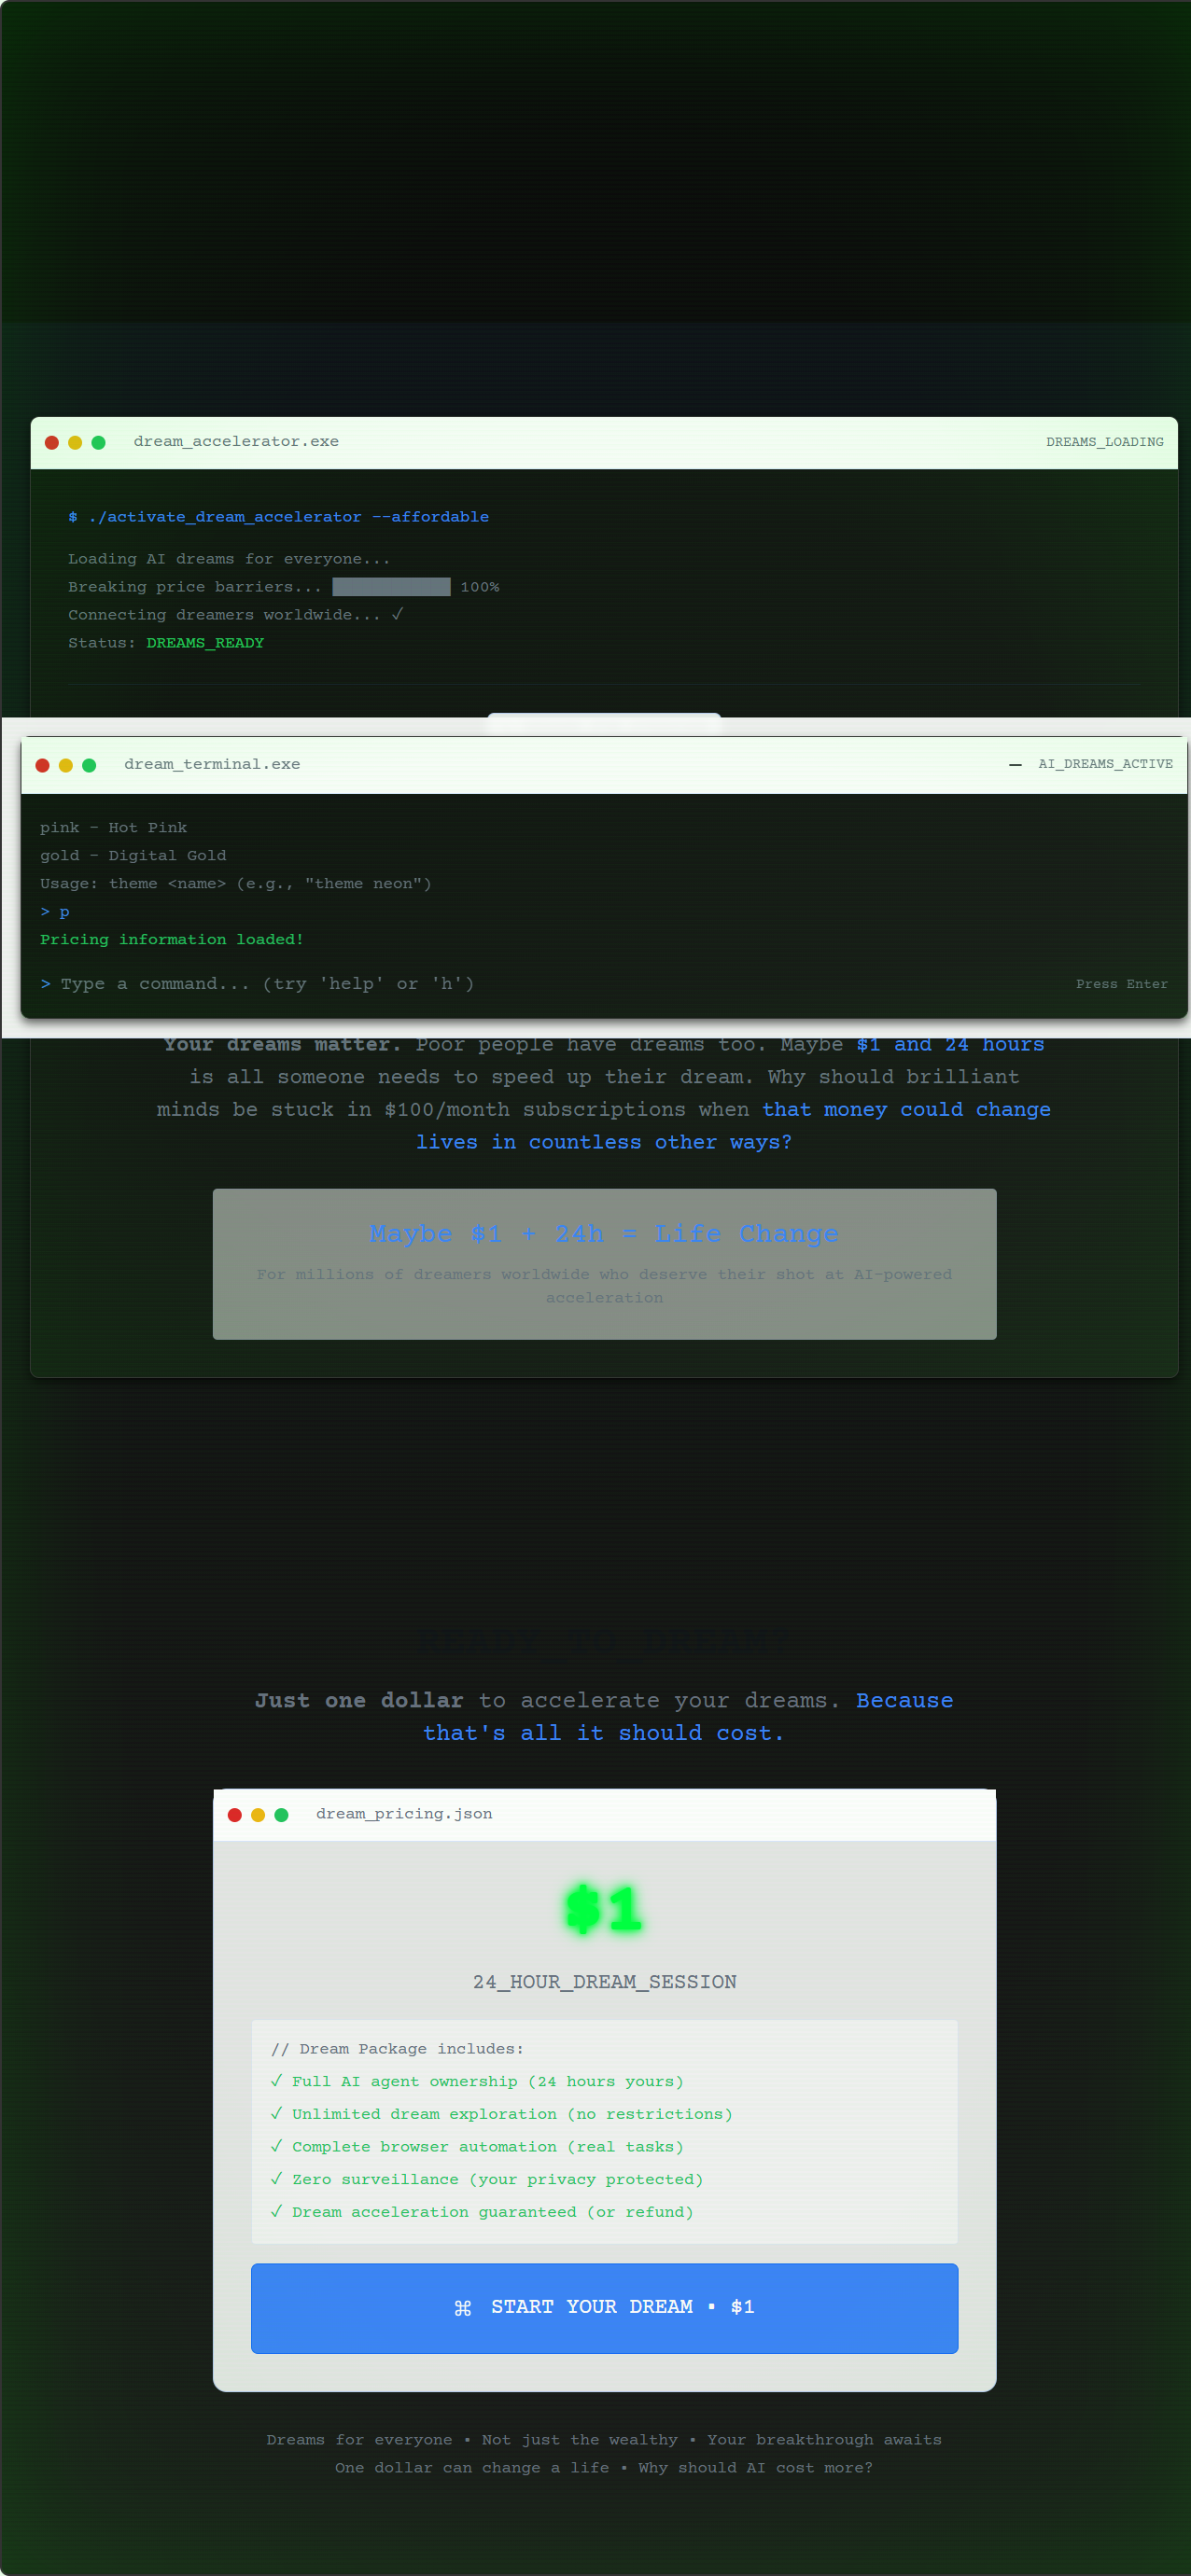 dream_accelerator.exe
DREAMS_LOADING
$ ./activate_dream_accelerator --affordable
Loading AI dreams for everyone...
Breaking price barriers... ████████████ 100%
Connecting dreamers worldwide... ✓
Status: DREAMS_READY
dream_terminal.exe
— AI_DREAMS_ACTIVE
pink - Hot Pink
gold - Digital Gold
Usage: theme <name> (e.g., "theme neon")
> p
Pricing information loaded!
> Type a command... (try 'help' or 'h')
Press Enter
Your dreams matter. Poor people have dreams too. Maybe $1 and 24 hours
is all someone needs to speed up their dream. Why should brilliant
minds be stuck in $100/month subscriptions when that money could change
lives in countless other ways?
Maybe $1 + 24h = Life Change
For millions of dreamers worldwide who deserve their shot at AI-powered
acceleration
READY_TO_DREAM?
Just one dollar to accelerate your dreams. Because
that's all it should cost.
dream_pricing.json
$1
24_HOUR_DREAM_SESSION
// Dream Package includes:
✓ Full AI agent ownership (24 hours yours)
✓ Unlimited dream exploration (no restrictions)
✓ Complete browser automation (real tasks)
✓ Zero surveillance (your privacy protected)
✓ Dream acceleration guaranteed (or refund)
⌘ START YOUR DREAM ▪ $1
Dreams for everyone ▪ Not just the wealthy ▪ Your breakthrough awaits
One dollar can change a life ▪ Why should AI cost more?